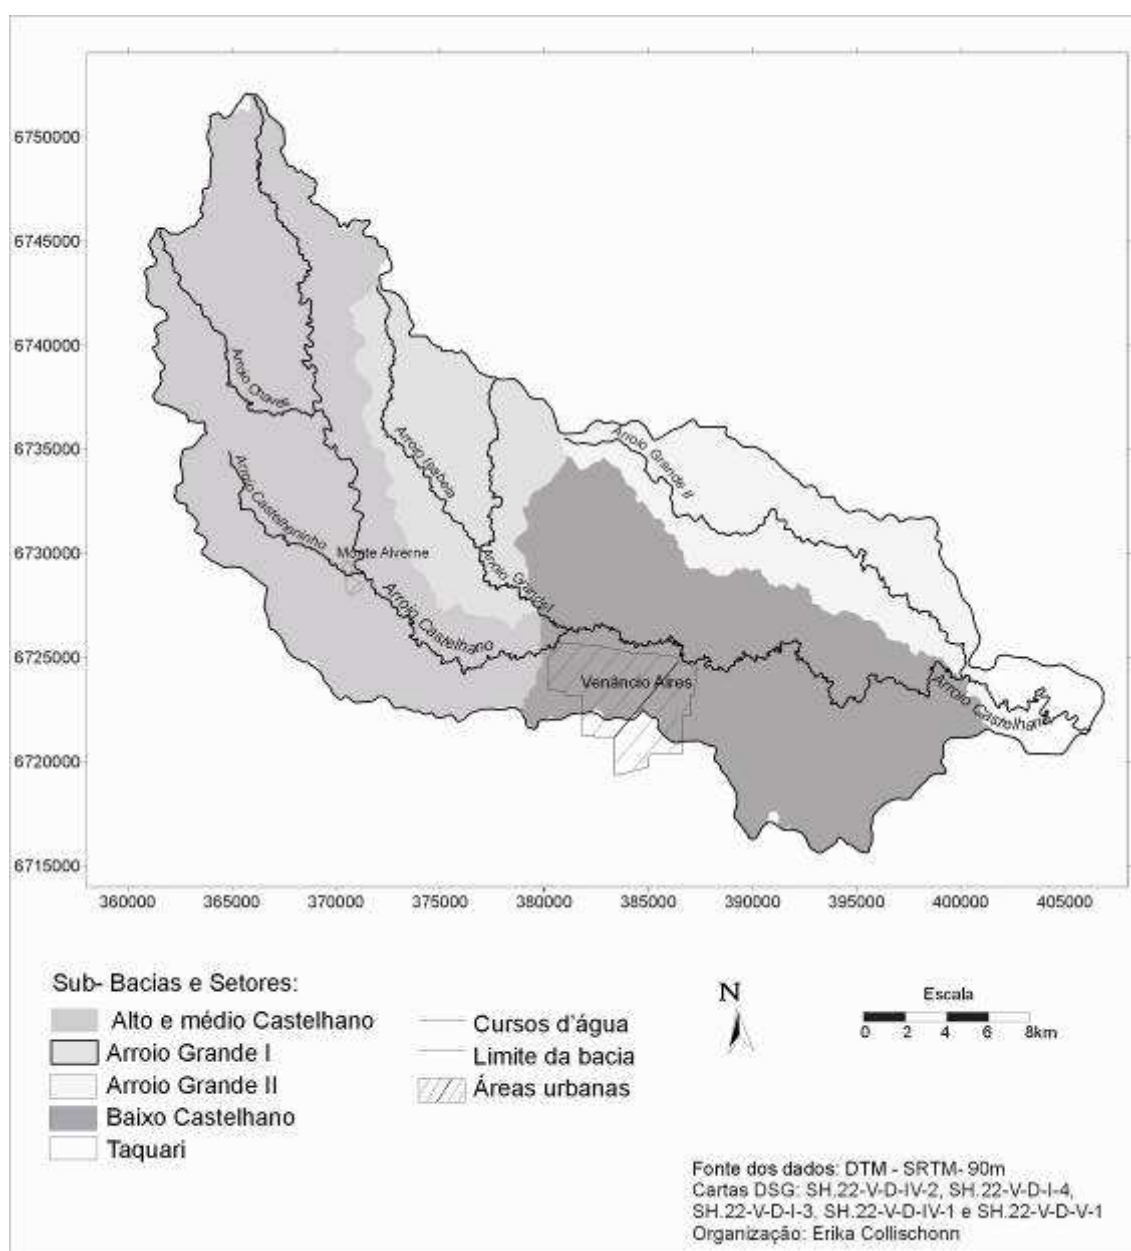 6750000
6745000
6740000
6735000
6730000
6725000
6720000
6715000
360000 365000 370000 375000 380000 385000 390000 395000 400000 405000
Arroio Chaves
Arroio Castelhaninho
Monte Alverne
Arroio Castelhano
Arroio Isabela
Arroio Grande I
Arroio Grande II
Venâncio Aires
Arroio Castelhano
Sub- Bacias e Setores:
Alto e médio Castelhano
Arroio Grande I
Arroio Grande II
Baixo Castelhano
Taquari
Cursos d'água
Limite da bacia
Áreas urbanas
N
Escala
0 2 4 6 8km
Fonte dos dados: DTM - SRTM- 90m
Cartas DSG: SH.22-V-D-IV-2, SH.22-V-D-I-4,
SH.22-V-D-I-3, SH.22-V-D-IV-1 e SH.22-V-D-V-1
Organização: Erika Collischonn